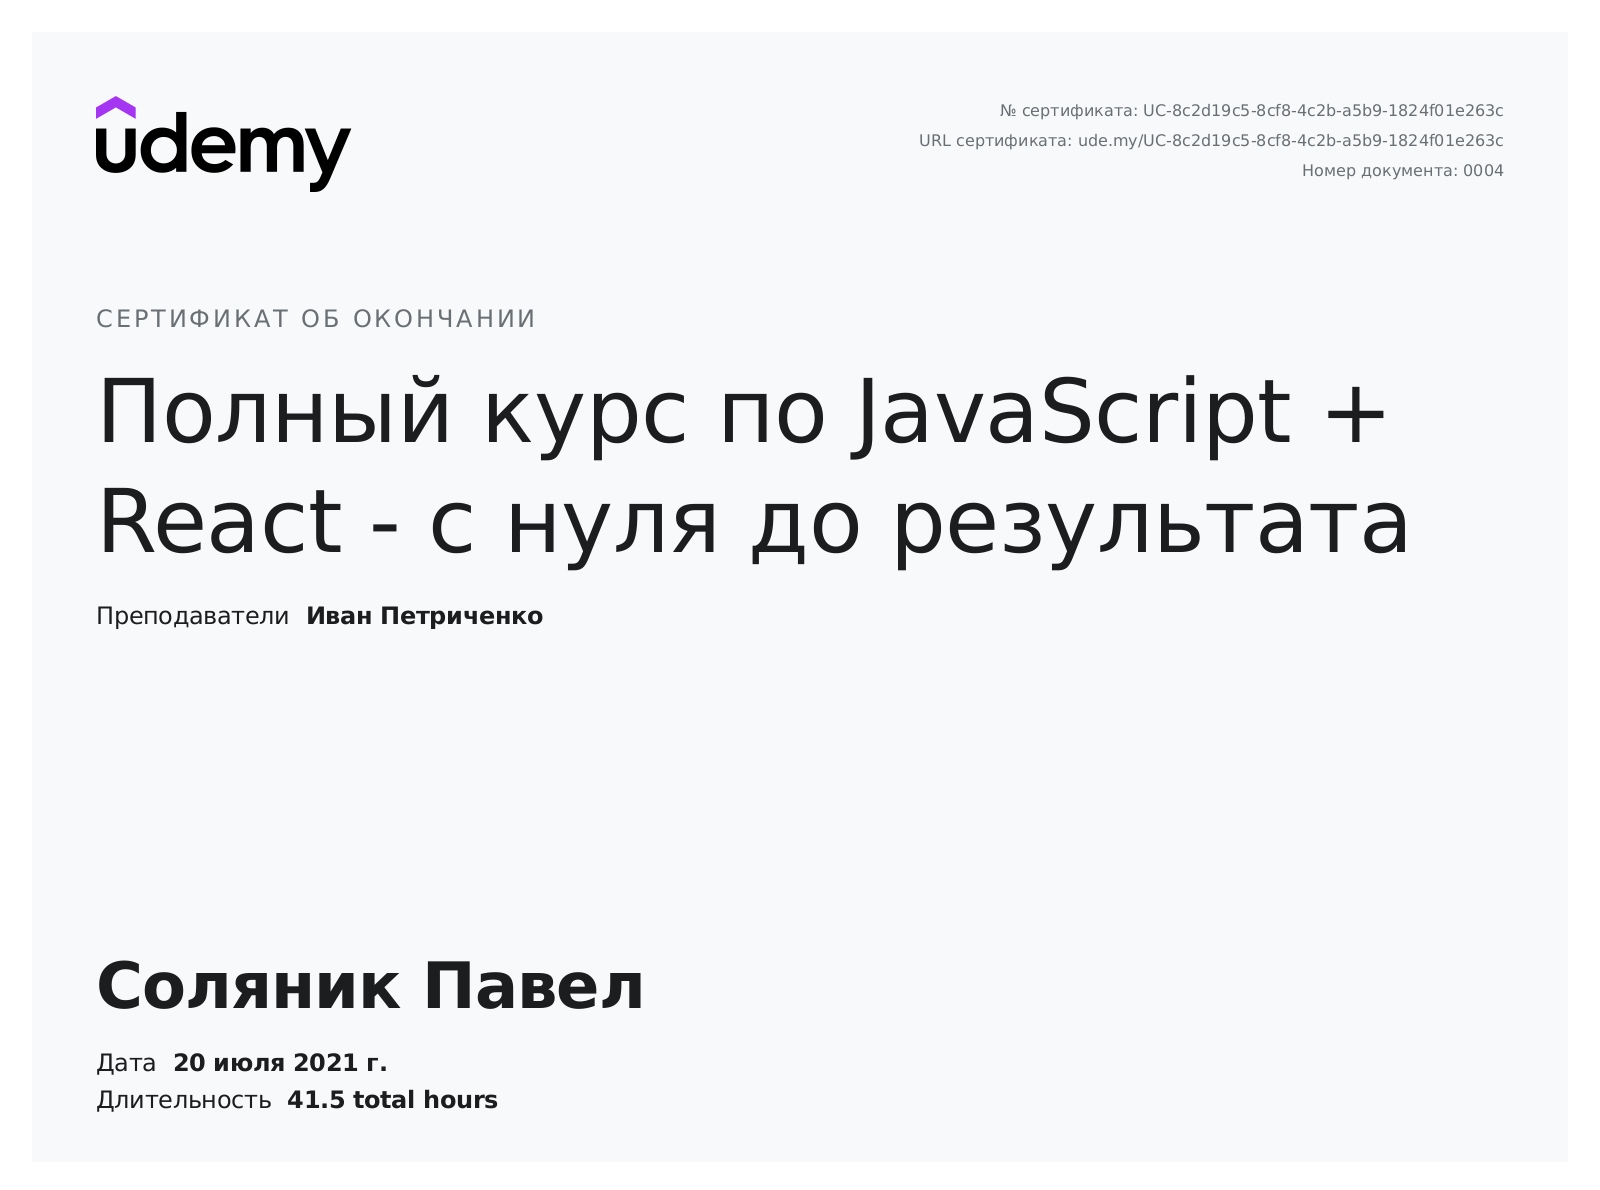 udemy
№ сертификата: UC-8c2d19c5-8cf8-4c2b-a5b9-1824f01e263c
URL сертификата: ude.my/UC-8c2d19c5-8cf8-4c2b-a5b9-1824f01e263c
Номер документа: 0004
СЕРТИФИКАТ ОБ ОКОНЧАНИИ
Полный курс по JavaScript +
React - с нуля до результата
Преподаватели Иван Петриченко
Соляник Павел
Дата 20 июля 2021 г.
Длительность 41.5 total hours